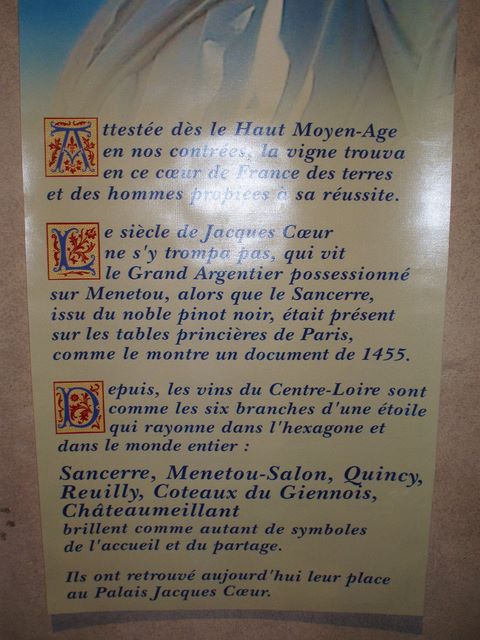 Attestée dès le Haut Moyen-Age
en nos contrées, la vigne trouva
en ce cœur de France des terres
et des hommes propices à sa réussite.
Le siècle de Jacques Cœur
ne s'y trompa pas, qui vit
le Grand Argentier possessionné
sur Menetou, alors que le Sancerre,
issu du noble pinot noir, était présent
sur les tables princières de Paris,
comme le montre un document de 1455.
Depuis, les vins du Centre-Loire sont
comme les six branches d'une étoile
qui rayonne dans l'hexagone et
dans le monde entier :
Sancerre, Menetou-Salon, Quincy,
Reuilly, Coteaux du Giennois,
Châteaumeillant
brillent comme autant de symboles
de l'accueil et du partage.
Ils ont retrouvé aujourd'hui leur place
au Palais Jacques Cœur.